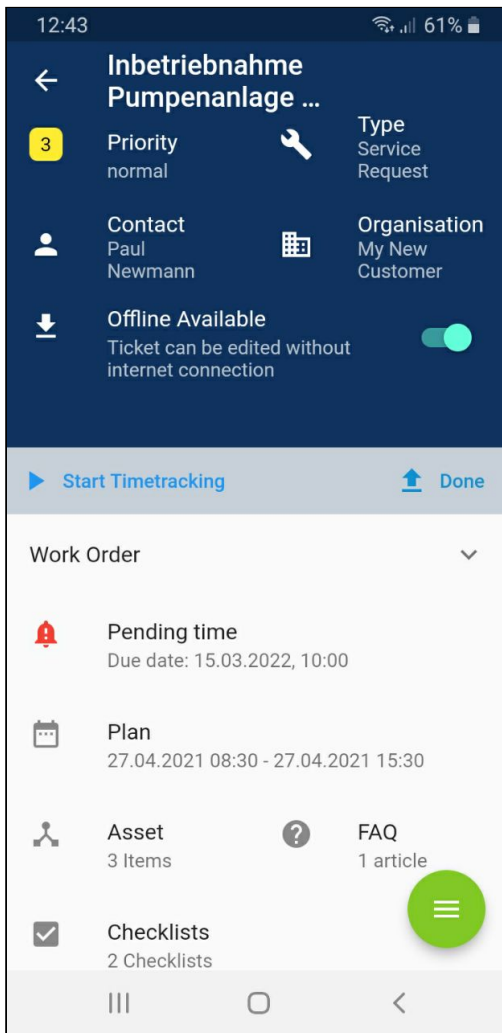 12:43
61%
Inbetriebnahme
Pumpenanlage ...
3
Priority
normal
Type
Service
Request
Contact
Paul
Newmann
Organisation
My New
Customer
Offline Available
Ticket can be edited without
internet connection
Start Timetracking
Done
Work Order
Pending time
Due date: 15.03.2022, 10:00
Plan
27.04.2021 08:30 - 27.04.2021 15:30
Asset
3 Items
FAQ
1 article
Checklists
2 Checklists